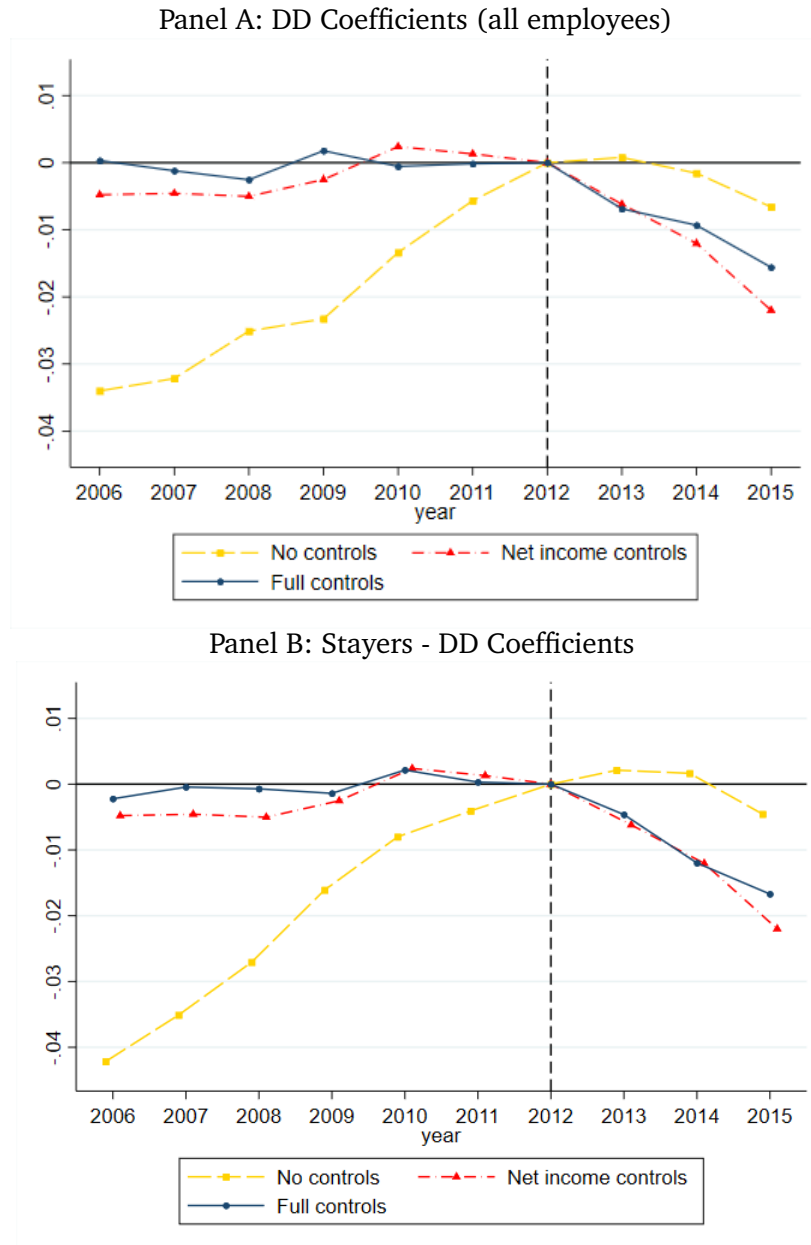 Panel A: DD Coefficients (all employees)
.01
0
-.01
-.02
-.03
-.04
2006 2007 2008 2009 2010 2011 2012 2013 2014 2015
year
No controls Net income controls
Full controls
Panel B: Stayers - DD Coefficients
.01
0
-.01
-.02
-.03
-.04
2006 2007 2008 2009 2010 2011 2012 2013 2014 2015
year
No controls Net income controls
Full controls